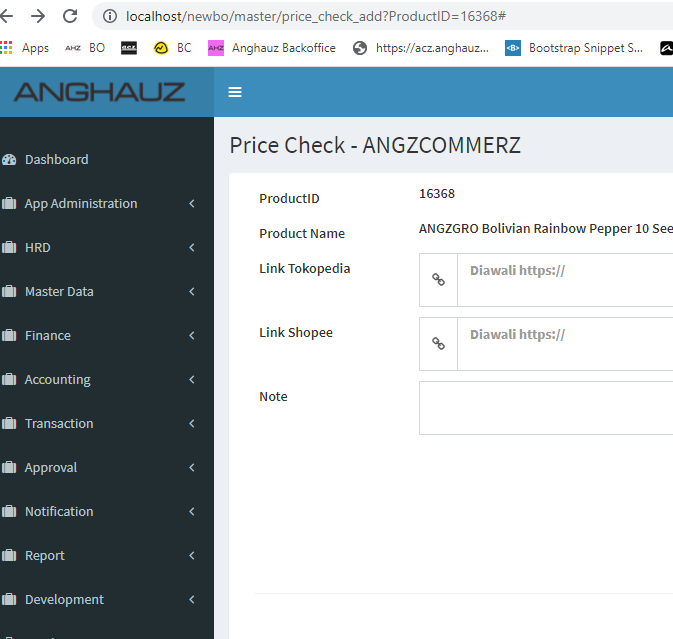 localhost/newbo/master/price_check_add?ProductID=16368#
Apps AHZ BO acz BC AHZ Anghauz Backoffice https://acz.anghauz... <B> Bootstrap Snippet S...
ANGHAUZ
Price Check - ANGZCOMMERZ
Dashboard
App Administration
HRD
Master Data
Finance
Accounting
Transaction
Approval
Notification
Report
Development
ProductID 16368
Product Name ANGZGRO Bolivian Rainbow Pepper 10 See
Link Tokopedia Diawali https://
Link Shopee Diawali https://
Note